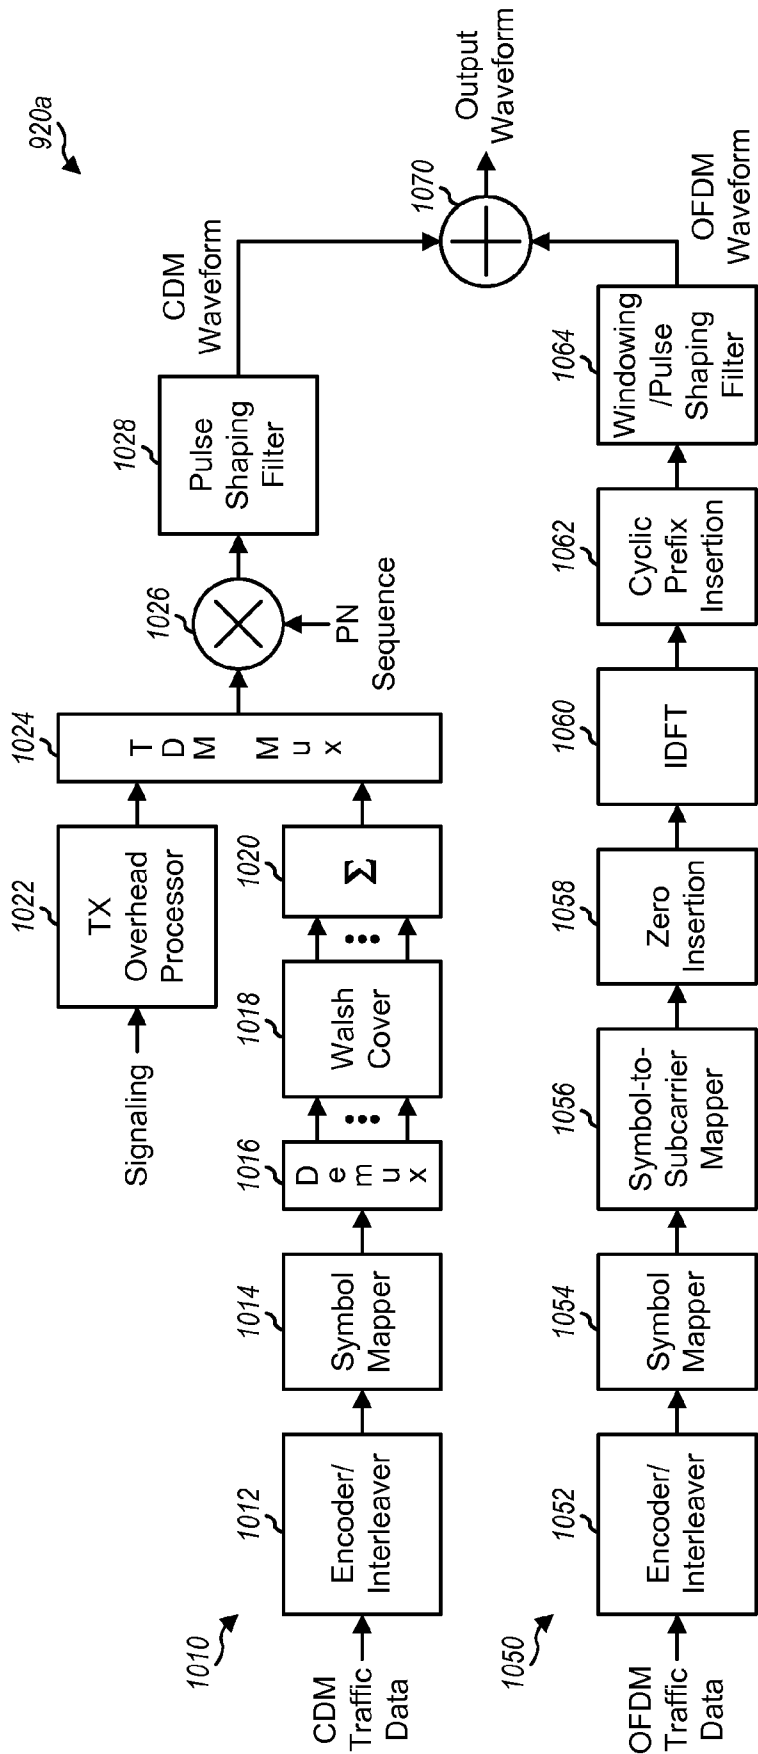 920a
1010
CDM
Traffic
Data
1012
Encoder/
Interleaver
1014
Symbol
Mapper
1016
Demux
1018
Walsh
Cover
1020
Σ
Signaling
1022
TX
Overhead
Processor
1024
TDM Mux
1026
PN
Sequence
1028
Pulse
Shaping
Filter
CDM
Waveform
1070
Output
Waveform
1050
OFDM
Traffic
Data
1052
Encoder/
Interleaver
1054
Symbol
Mapper
1056
Symbol-to-
Subcarrier
Mapper
1058
Zero
Insertion
1060
IDFT
1062
Cyclic
Prefix
Insertion
1064
Windowing
/Pulse
Shaping
Filter
OFDM
Waveform